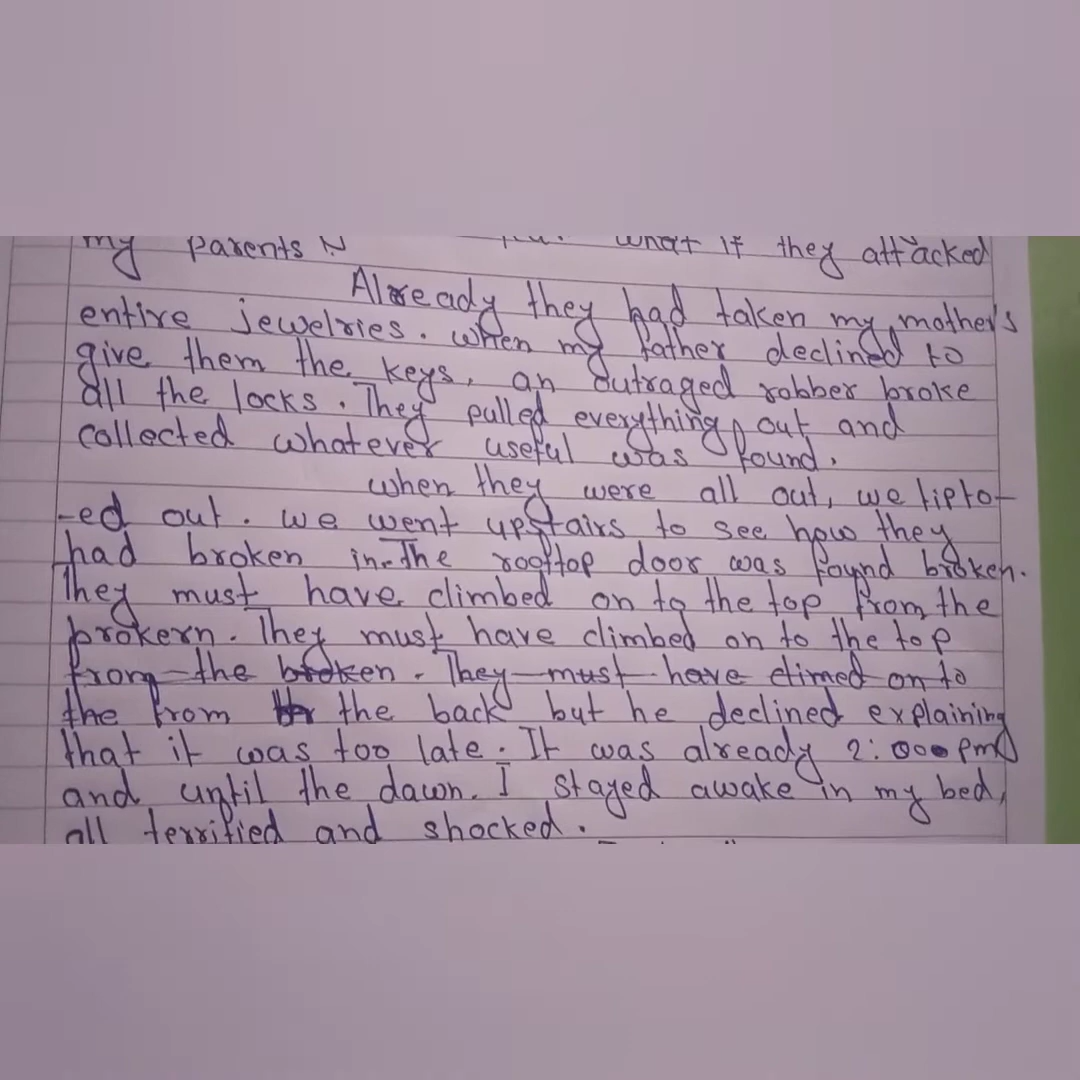 my parents what if they attacked
Already they had taken my mother's
entire jewelries. when my father declined to
give them the keys, an outraged robber broke
all the locks. They pulled everything out and
collected whatever useful was found.
when they were all out, we tipto-
-ed out. we went upstairs to see how they
had broken in. The rooftop door was found broken.
They must have climbed on to the top from the
brokern. They must have climbed on to the top
from the broken. They must have climed on to
the from the back but he declined explaining
that it was too late. It was already 2:00 pm
and until the dawn. I stayed awake in my bed,
all terrified and shocked.